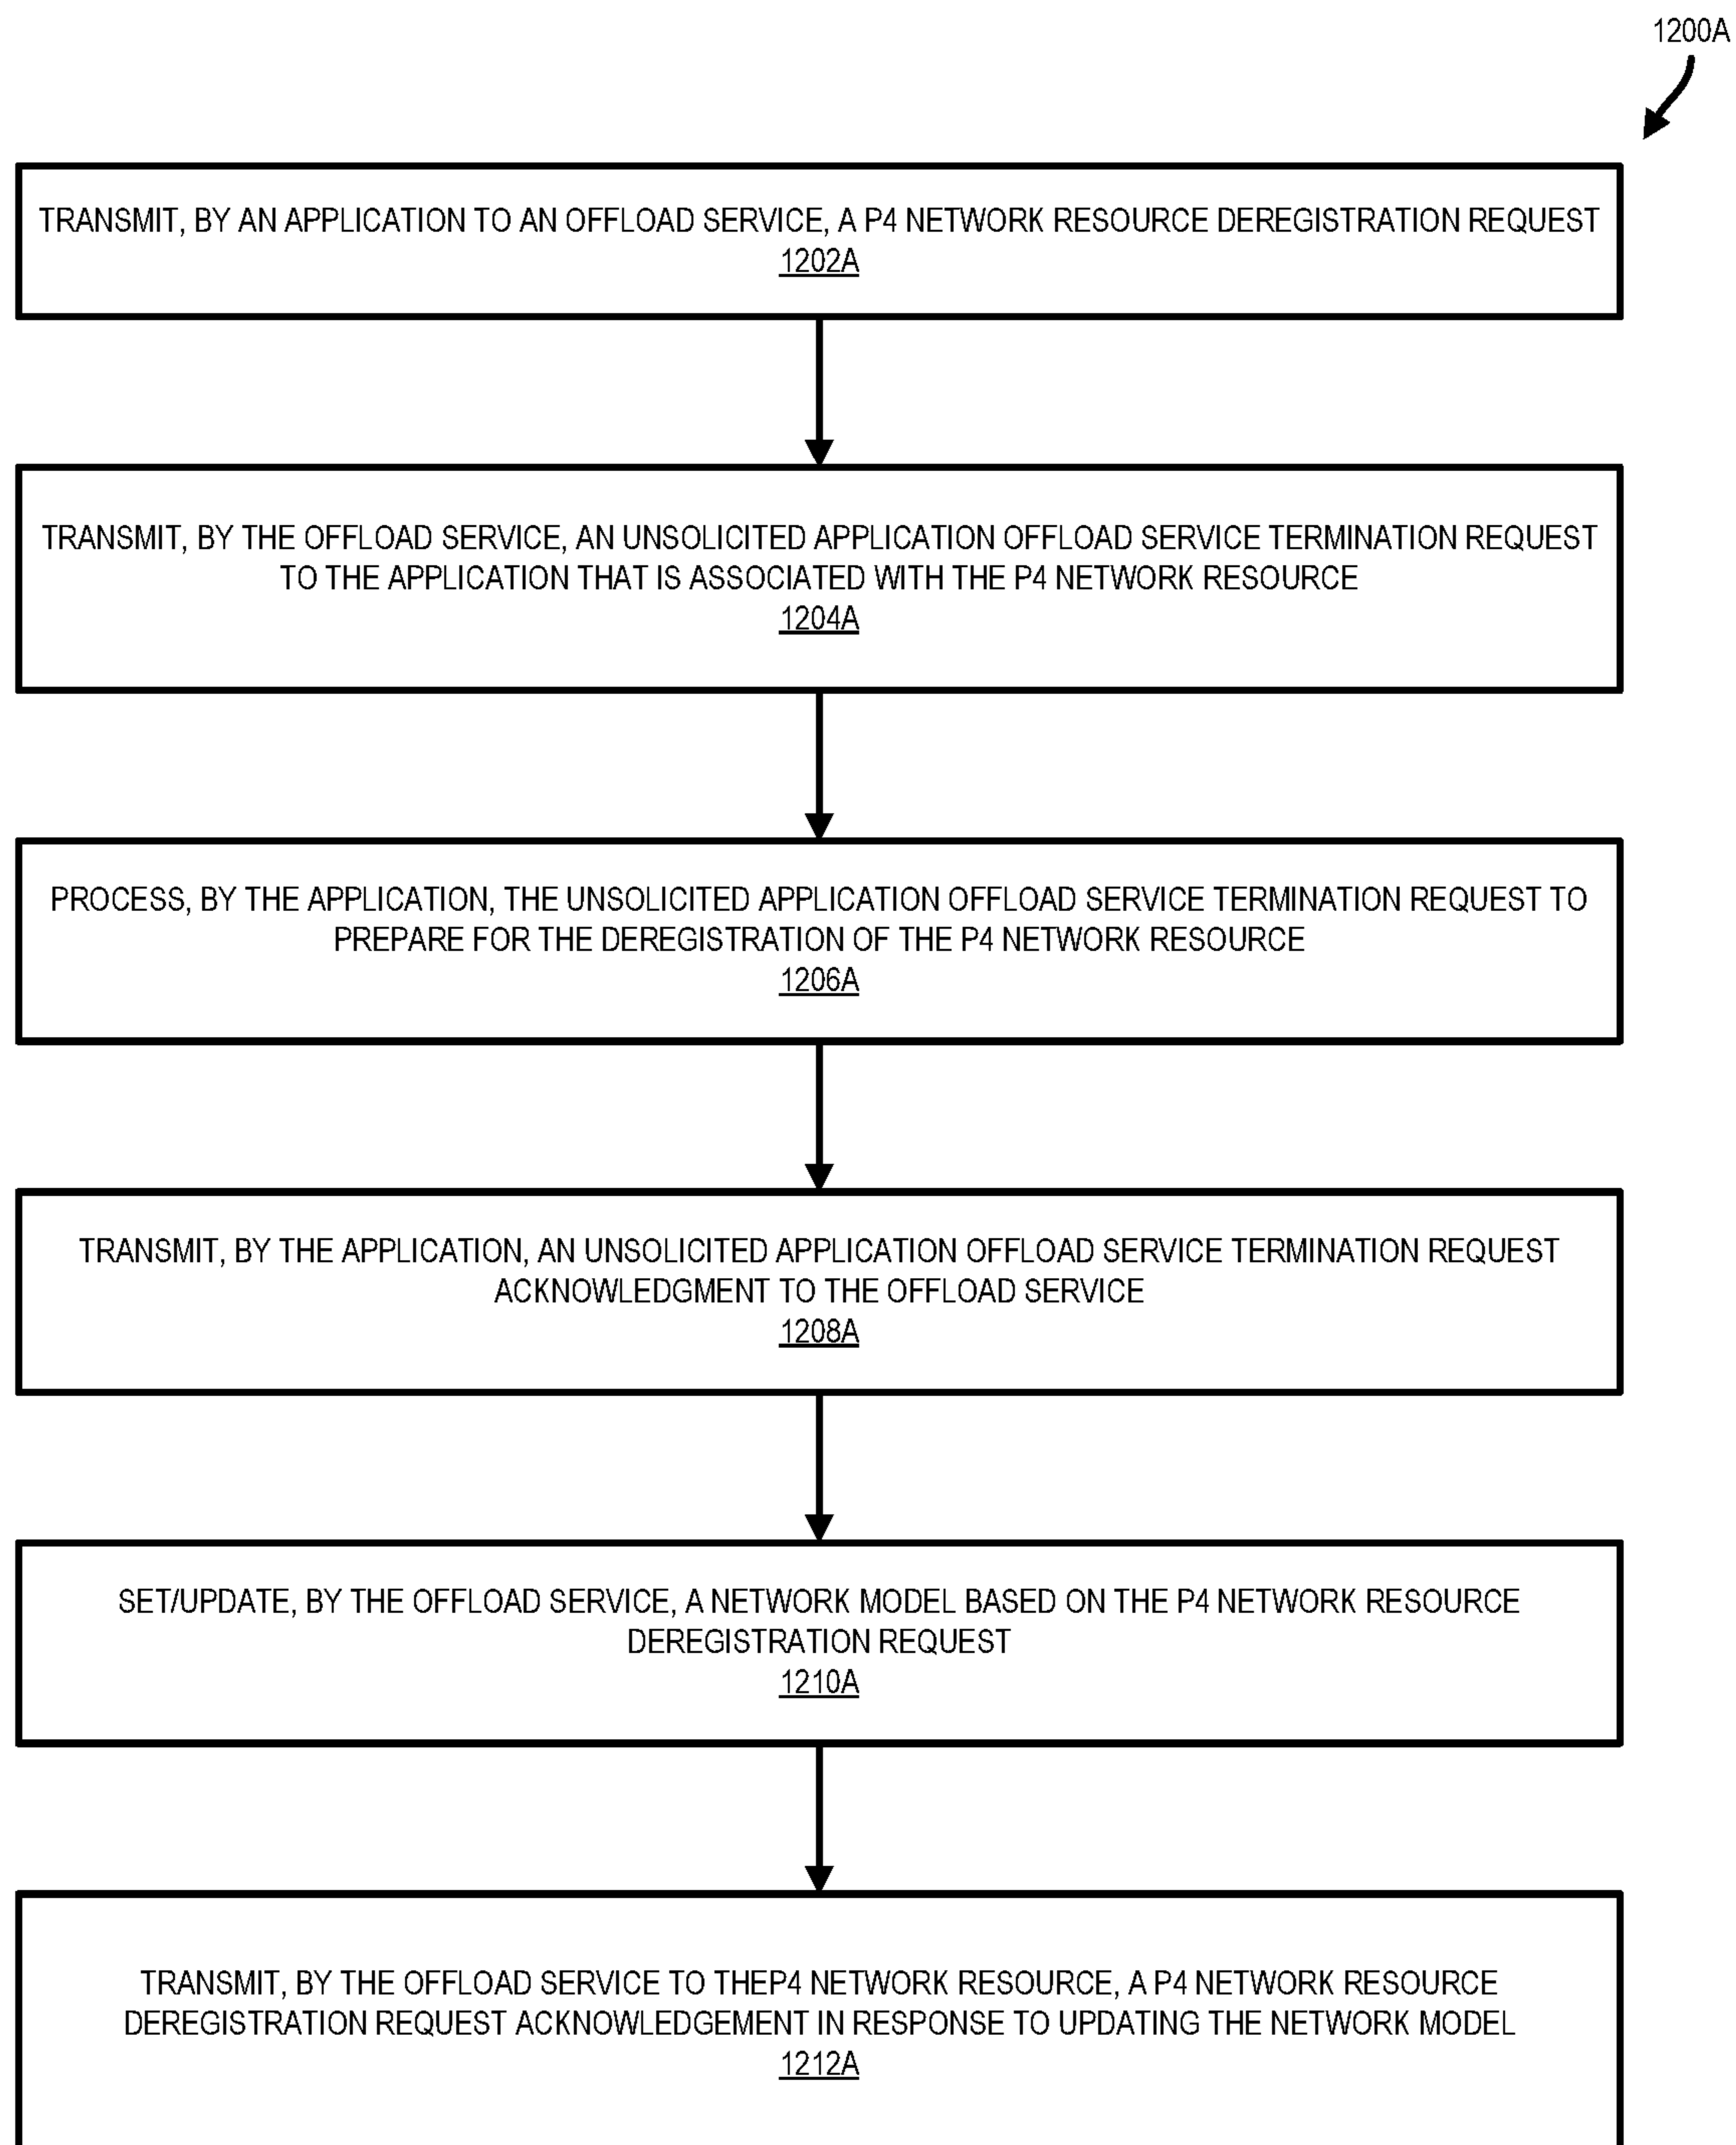 1200A
TRANSMIT, BY AN APPLICATION TO AN OFFLOAD SERVICE, A P4 NETWORK RESOURCE DEREGISTRATION REQUEST
1202A
TRANSMIT, BY THE OFFLOAD SERVICE, AN UNSOLICITED APPLICATION OFFLOAD SERVICE TERMINATION REQUEST
TO THE APPLICATION THAT IS ASSOCIATED WITH THE P4 NETWORK RESOURCE
1204A
PROCESS, BY THE APPLICATION, THE UNSOLICITED APPLICATION OFFLOAD SERVICE TERMINATION REQUEST TO
PREPARE FOR THE DEREGISTRATION OF THE P4 NETWORK RESOURCE
1206A
TRANSMIT, BY THE APPLICATION, AN UNSOLICITED APPLICATION OFFLOAD SERVICE TERMINATION REQUEST
ACKNOWLEDGMENT TO THE OFFLOAD SERVICE
1208A
SET/UPDATE, BY THE OFFLOAD SERVICE, A NETWORK MODEL BASED ON THE P4 NETWORK RESOURCE
DEREGISTRATION REQUEST
1210A
TRANSMIT, BY THE OFFLOAD SERVICE TO THEP4 NETWORK RESOURCE, A P4 NETWORK RESOURCE
DEREGISTRATION REQUEST ACKNOWLEDGEMENT IN RESPONSE TO UPDATING THE NETWORK MODEL
1212A